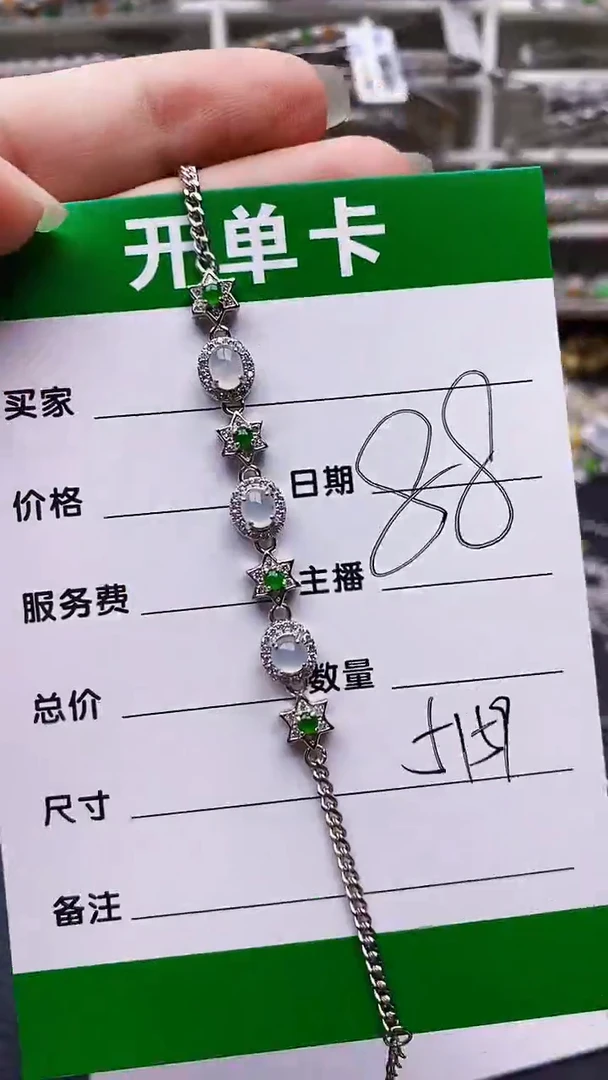 开单卡
买家
价格 日期 88
服务费 主播
总价 数量
尺寸
备注